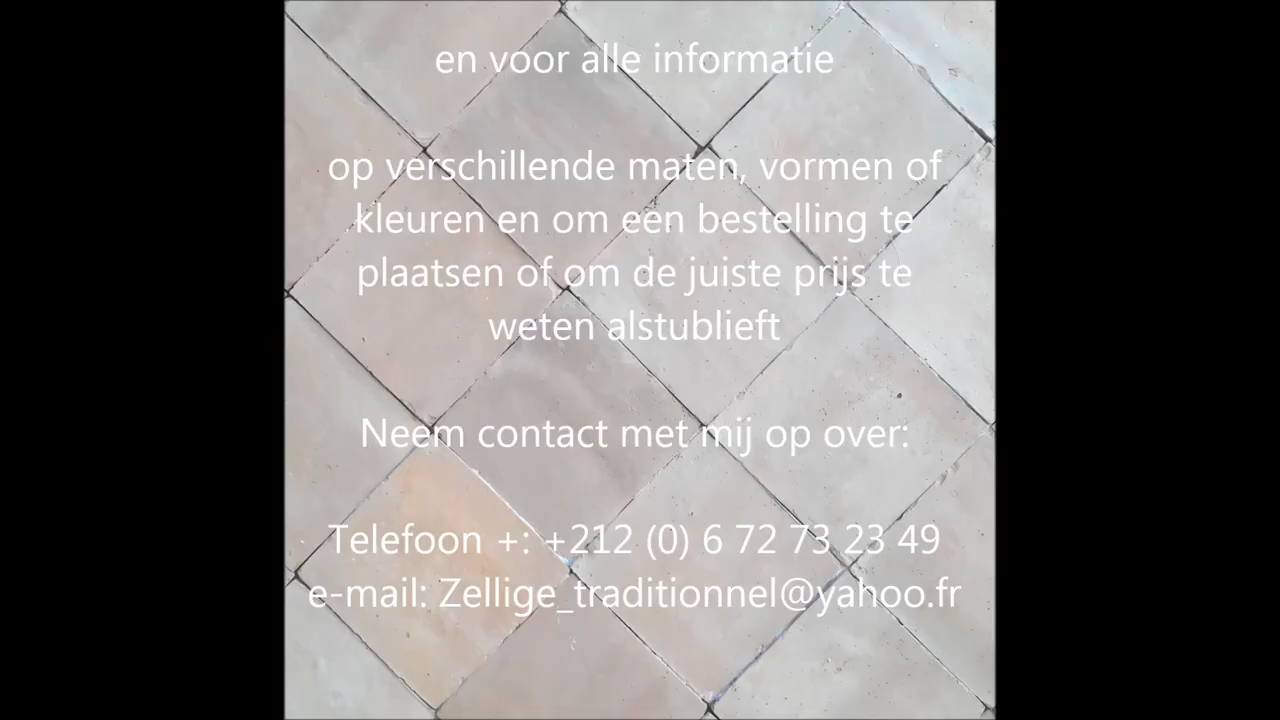 en voor alle informatie
op verschillende maten, vormen of
kleuren en om een bestelling te
plaatsen of om de juiste prijs te
weten alstublieft
Neem contact met mij op over:
Telefoon +: +212 (0) 6 72 73 23 49
e-mail: Zellige_traditionnel@yahoo.fr